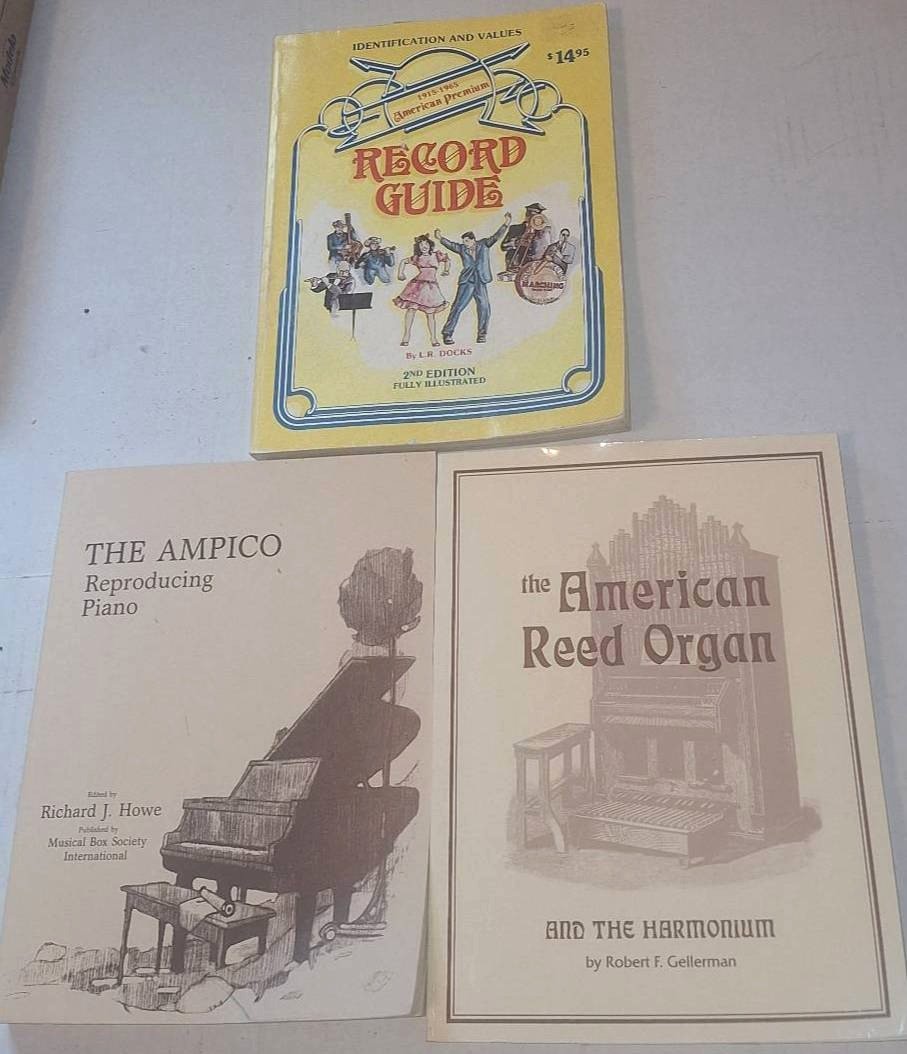 IDENTIFICATION AND VALUES
$14.95
1915-1965
American Premium
RECORD
GUIDE
MARCHING
By L.R. DOCKS
2ND EDITION
FULLY ILLUSTRATED
THE AMPICO
Reproducing
Piano
Edited by
Richard J. Howe
Published by
Musical Box Society
International
the American
Reed Organ
AND THE HARMONIUM
by Robert F. Gellerman